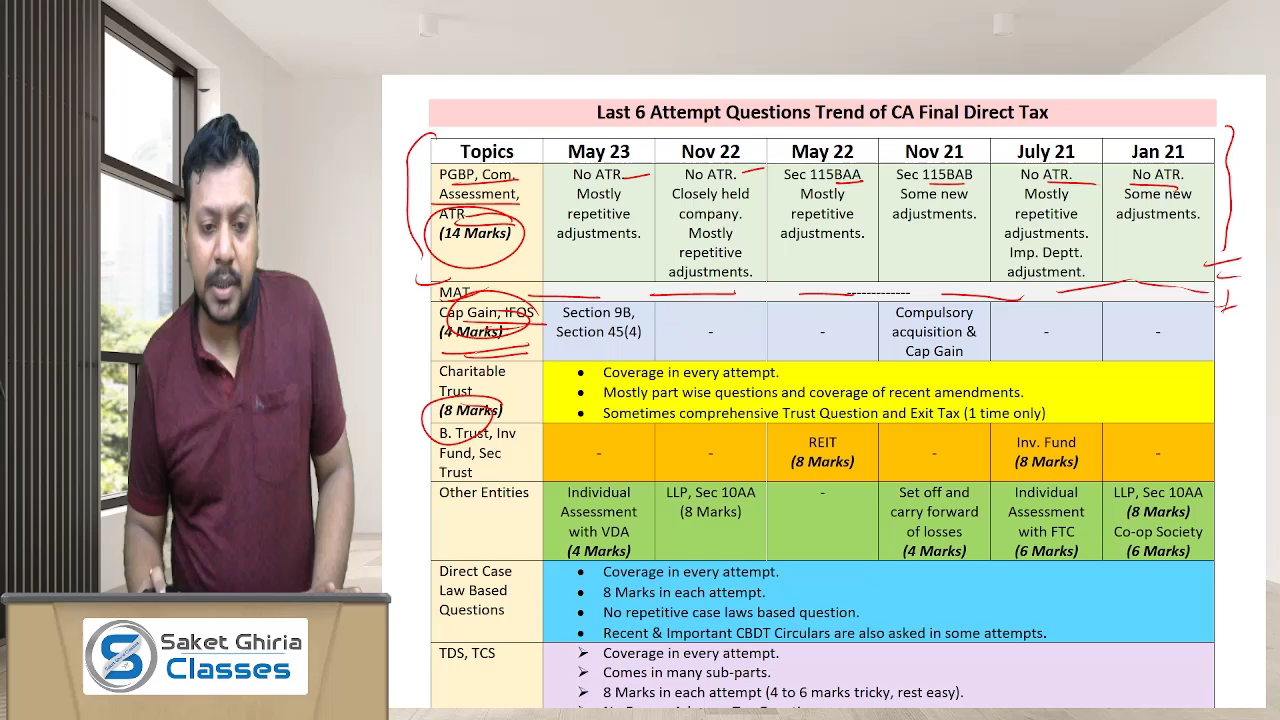 Last 6 Attempt Questions Trend of CA Final Direct Tax
Topics May 23 Nov 22 May 22 Nov 21 July 21 Jan 21
PGBP, Com. Assessment, ATR (14 Marks)
No ATR. Mostly repetitive adjustments.
No ATR. Closely held company. Mostly repetitive adjustments.
Sec 115BAA Mostly repetitive adjustments.
Sec 115BAB Some new adjustments.
No ATR. Mostly repetitive adjustments. Imp. Deptt. adjustment.
No ATR. Some new adjustments.
MAT -------------
Cap Gain, IFOS (4 Marks)
Section 9B, Section 45(4)
-
-
Compulsory acquisition & Cap Gain
-
-
Charitable Trust (8 Marks)
• Coverage in every attempt.
• Mostly part wise questions and coverage of recent amendments.
• Sometimes comprehensive Trust Question and Exit Tax (1 time only)
B. Trust, Inv Fund, Sec Trust
-
-
REIT (8 Marks)
-
Inv. Fund (8 Marks)
-
Other Entities
Individual Assessment with VDA (4 Marks)
LLP, Sec 10AA (8 Marks)
-
Set off and carry forward of losses (4 Marks)
Individual Assessment with FTC (6 Marks)
LLP, Sec 10AA (8 Marks) Co-op Society (6 Marks)
Direct Case Law Based Questions
• Coverage in every attempt.
• 8 Marks in each attempt.
• No repetitive case laws based question.
• Recent & Important CBDT Circulars are also asked in some attempts.
TDS, TCS
➢ Coverage in every attempt.
➢ Comes in many sub-parts.
➢ 8 Marks in each attempt (4 to 6 marks tricky, rest easy).
Saket Ghiria
Classes